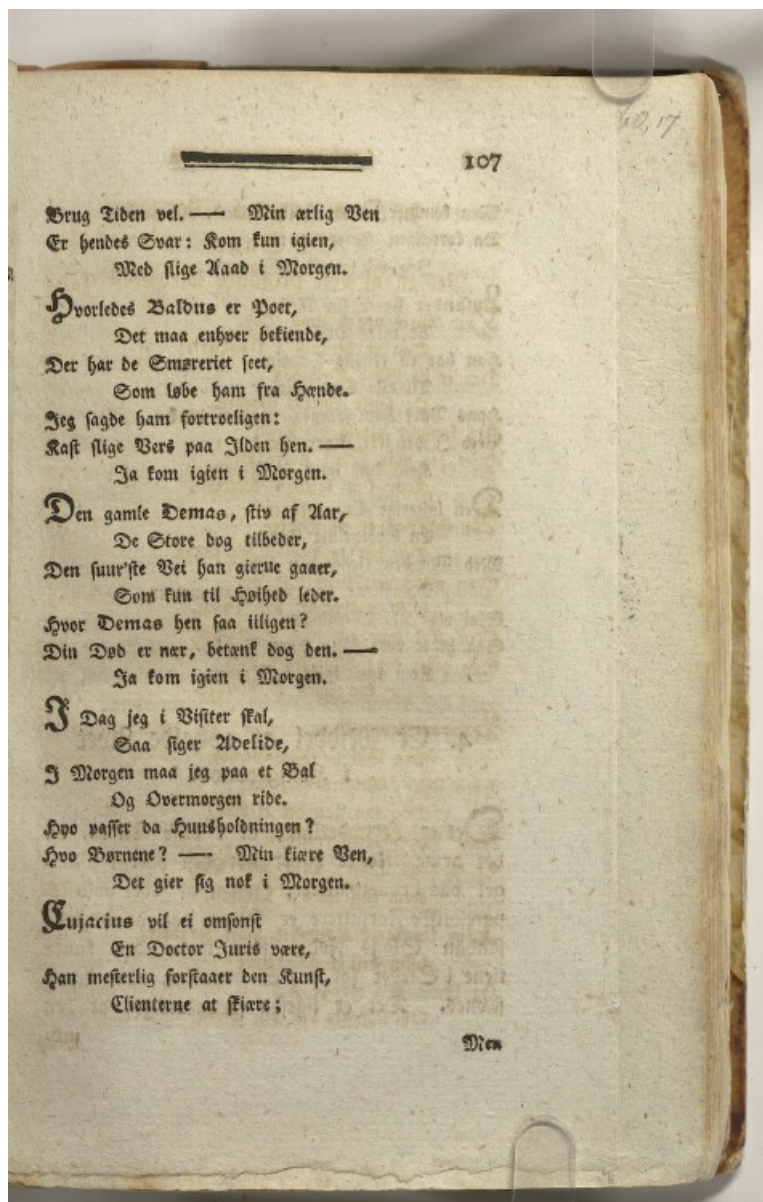 107
Brug Tiden vel. — Min ærlig Ven
Er hendes Svar: Kom kun igien,
Med slige Raad i Morgen.
Hvorledes Baldus er Poet,
Det maa enhver bekiende,
Der har de Smøreriet seet,
Som løbe ham fra Hænde.
Jeg sagde ham fortroeligen:
Kast slige Vers paa Ilden hen. —
Ja kom igien i Morgen.
Den gamle Demas, stiv af Aar,
De Store dog tilbeder,
Den suur'ste Vei han gierne gaaer,
Som kun til Høihed leder.
Hvor Demas hen saa iiligen?
Din Død er nær, betænk dog den. —
Ja kom igien i Morgen.
I Dag jeg i Visiter skal,
Saa siger Adelide,
I Morgen maa jeg paa et Bal
Og Overmorgen ride.
Hvo passer da Huusholdningen?
Hvo Børnene? — Min kiære Ven,
Det gier sig nok i Morgen.
Cujacius vil ei omsonst
En Doctor Juris være,
Han mesterlig forstaaer den Kunst,
Clienterne at skiære;
Men